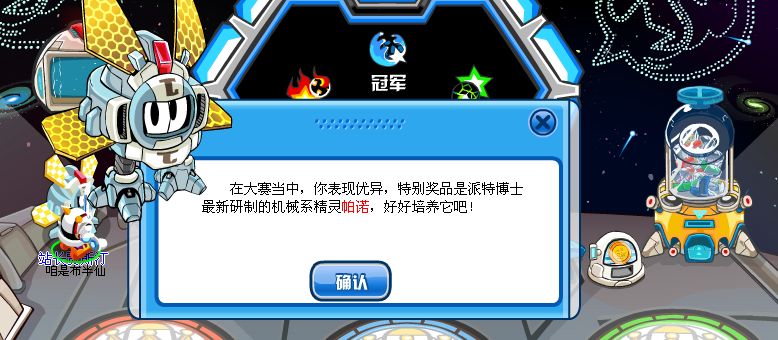 冠军
在大赛当中，你表现优异，特别奖品是派特博士
最新研制的机械系精灵帕诺，好好培养它吧！
确认
咱是布半仙